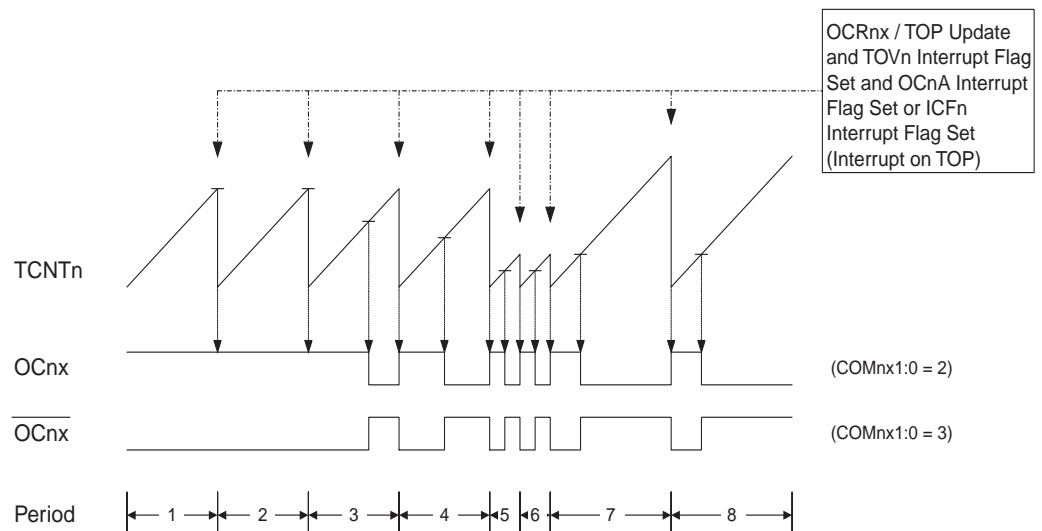 OCRnx / TOP Update
and TOVn Interrupt Flag
Set and OCnA Interrupt
Flag Set or ICFn
Interrupt Flag Set
(Interrupt on TOP)
TCNTn
OCnx
(COMnx1:0 = 2)
OCnx
(COMnx1:0 = 3)
Period
1 2 3 4 5 6 7 8